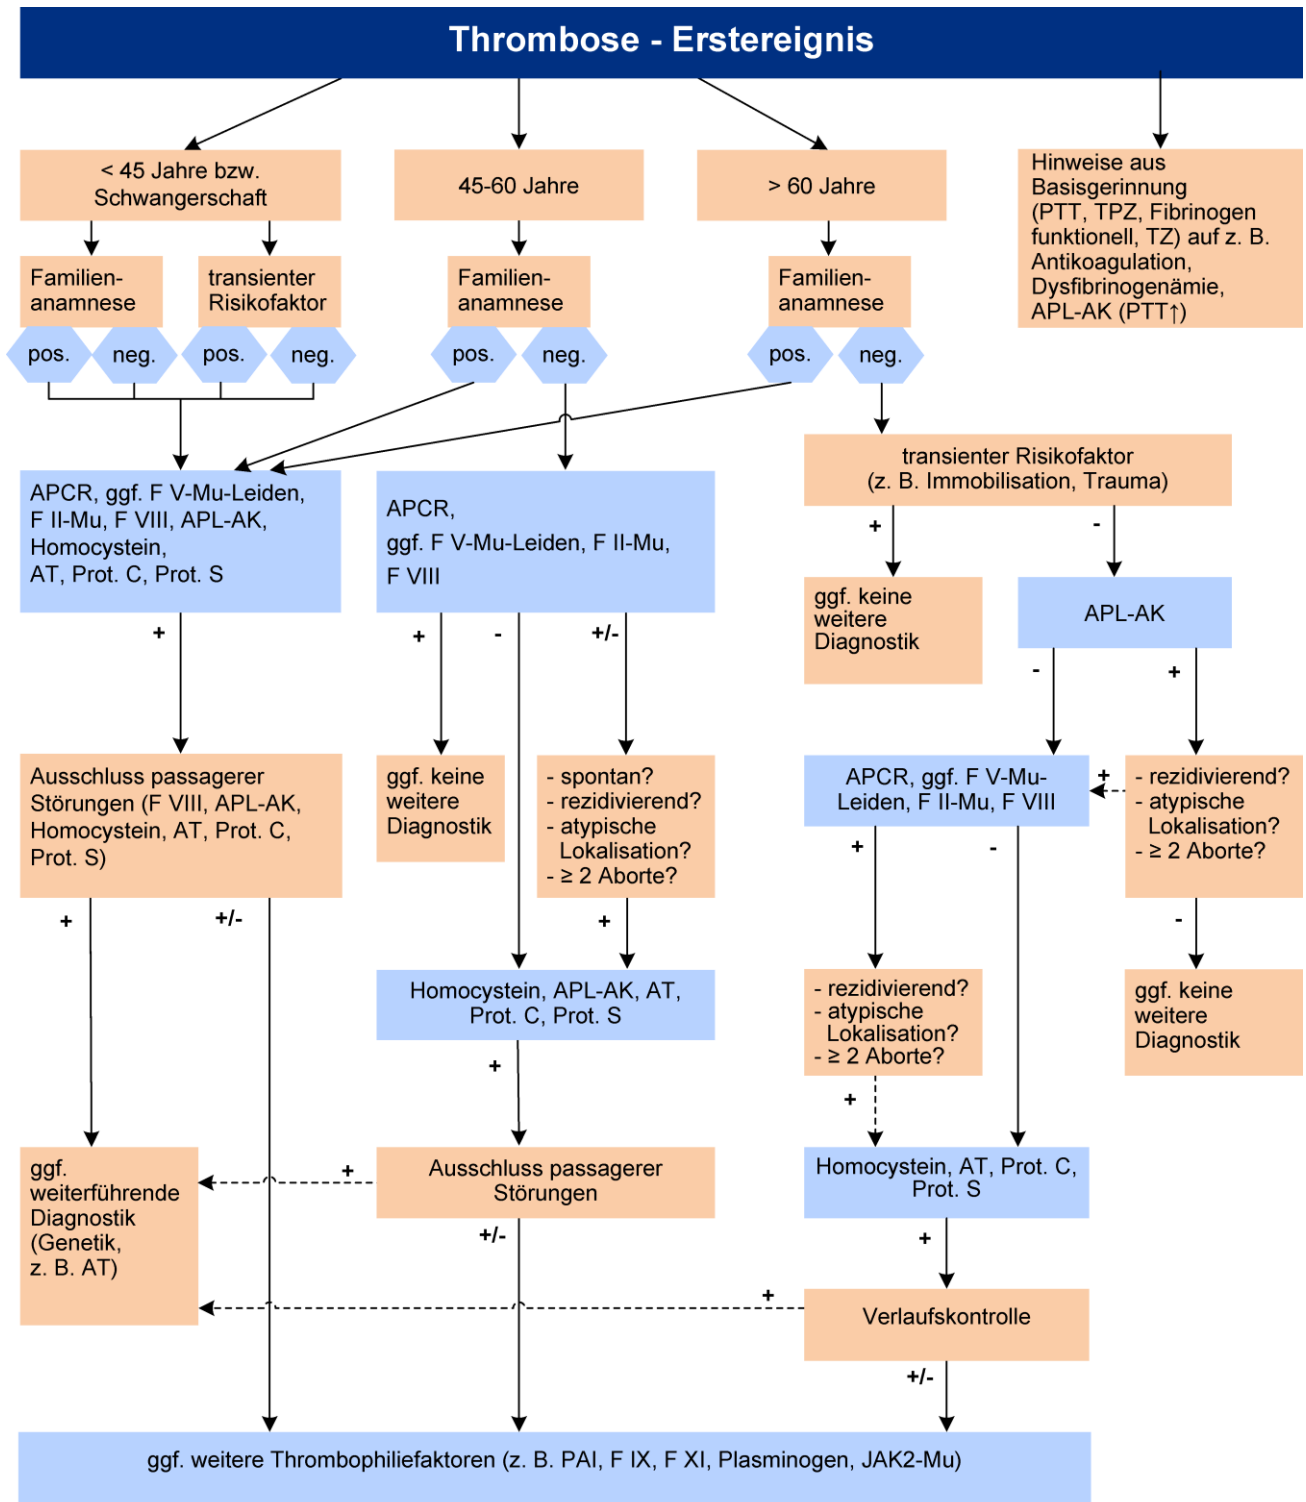 Thrombose - Erstereignis
< 45 Jahre bzw.
Schwangerschaft
45-60 Jahre
> 60 Jahre
Hinweise aus
Basisgerinnung
(PTT, TPZ, Fibrinogen
funktionell, TZ) auf z. B.
Antikoagulation,
Dysfibrinogenämie,
APL-AK (PTT↑)
Familien-
anamnese
transienter
Risikofaktor
Familien-
anamnese
Familien-
anamnese
pos.
neg.
pos.
neg.
pos.
neg.
pos.
neg.
transienter Risikofaktor
(z. B. Immobilisation, Trauma)
APCR, ggf. F V-Mu-Leiden,
F II-Mu, F VIII, APL-AK,
Homocystein,
AT, Prot. C, Prot. S
APCR,
ggf. F V-Mu-Leiden, F II-Mu,
F VIII
+
-
ggf. keine
weitere
Diagnostik
APL-AK
+
+
-
+/-
-
+
Ausschluss passagerer
Störungen (F VIII, APL-AK,
Homocystein, AT, Prot. C,
Prot. S)
ggf. keine
weitere
Diagnostik
- spontan?
- rezidivierend?
- atypische
Lokalisation?
- ≥ 2 Aborte?
APCR, ggf. F V-Mu-
Leiden, F II-Mu, F VIII
+
- rezidivierend?
- atypische
Lokalisation?
- ≥ 2 Aborte?
+
+/-
+
+
-
-
Homocystein, APL-AK, AT,
Prot. C, Prot. S
- rezidivierend?
- atypische
Lokalisation?
- ≥ 2 Aborte?
ggf. keine
weitere
Diagnostik
+
+
ggf.
weiterführende
Diagnostik
(Genetik,
z. B. AT)
+
Ausschluss passagerer
Störungen
Homocystein, AT, Prot. C,
Prot. S
+/-
+
+
Verlaufskontrolle
+/-
ggf. weitere Thrombophiliefaktoren (z. B. PAI, F IX, F XI, Plasminogen, JAK2-Mu)